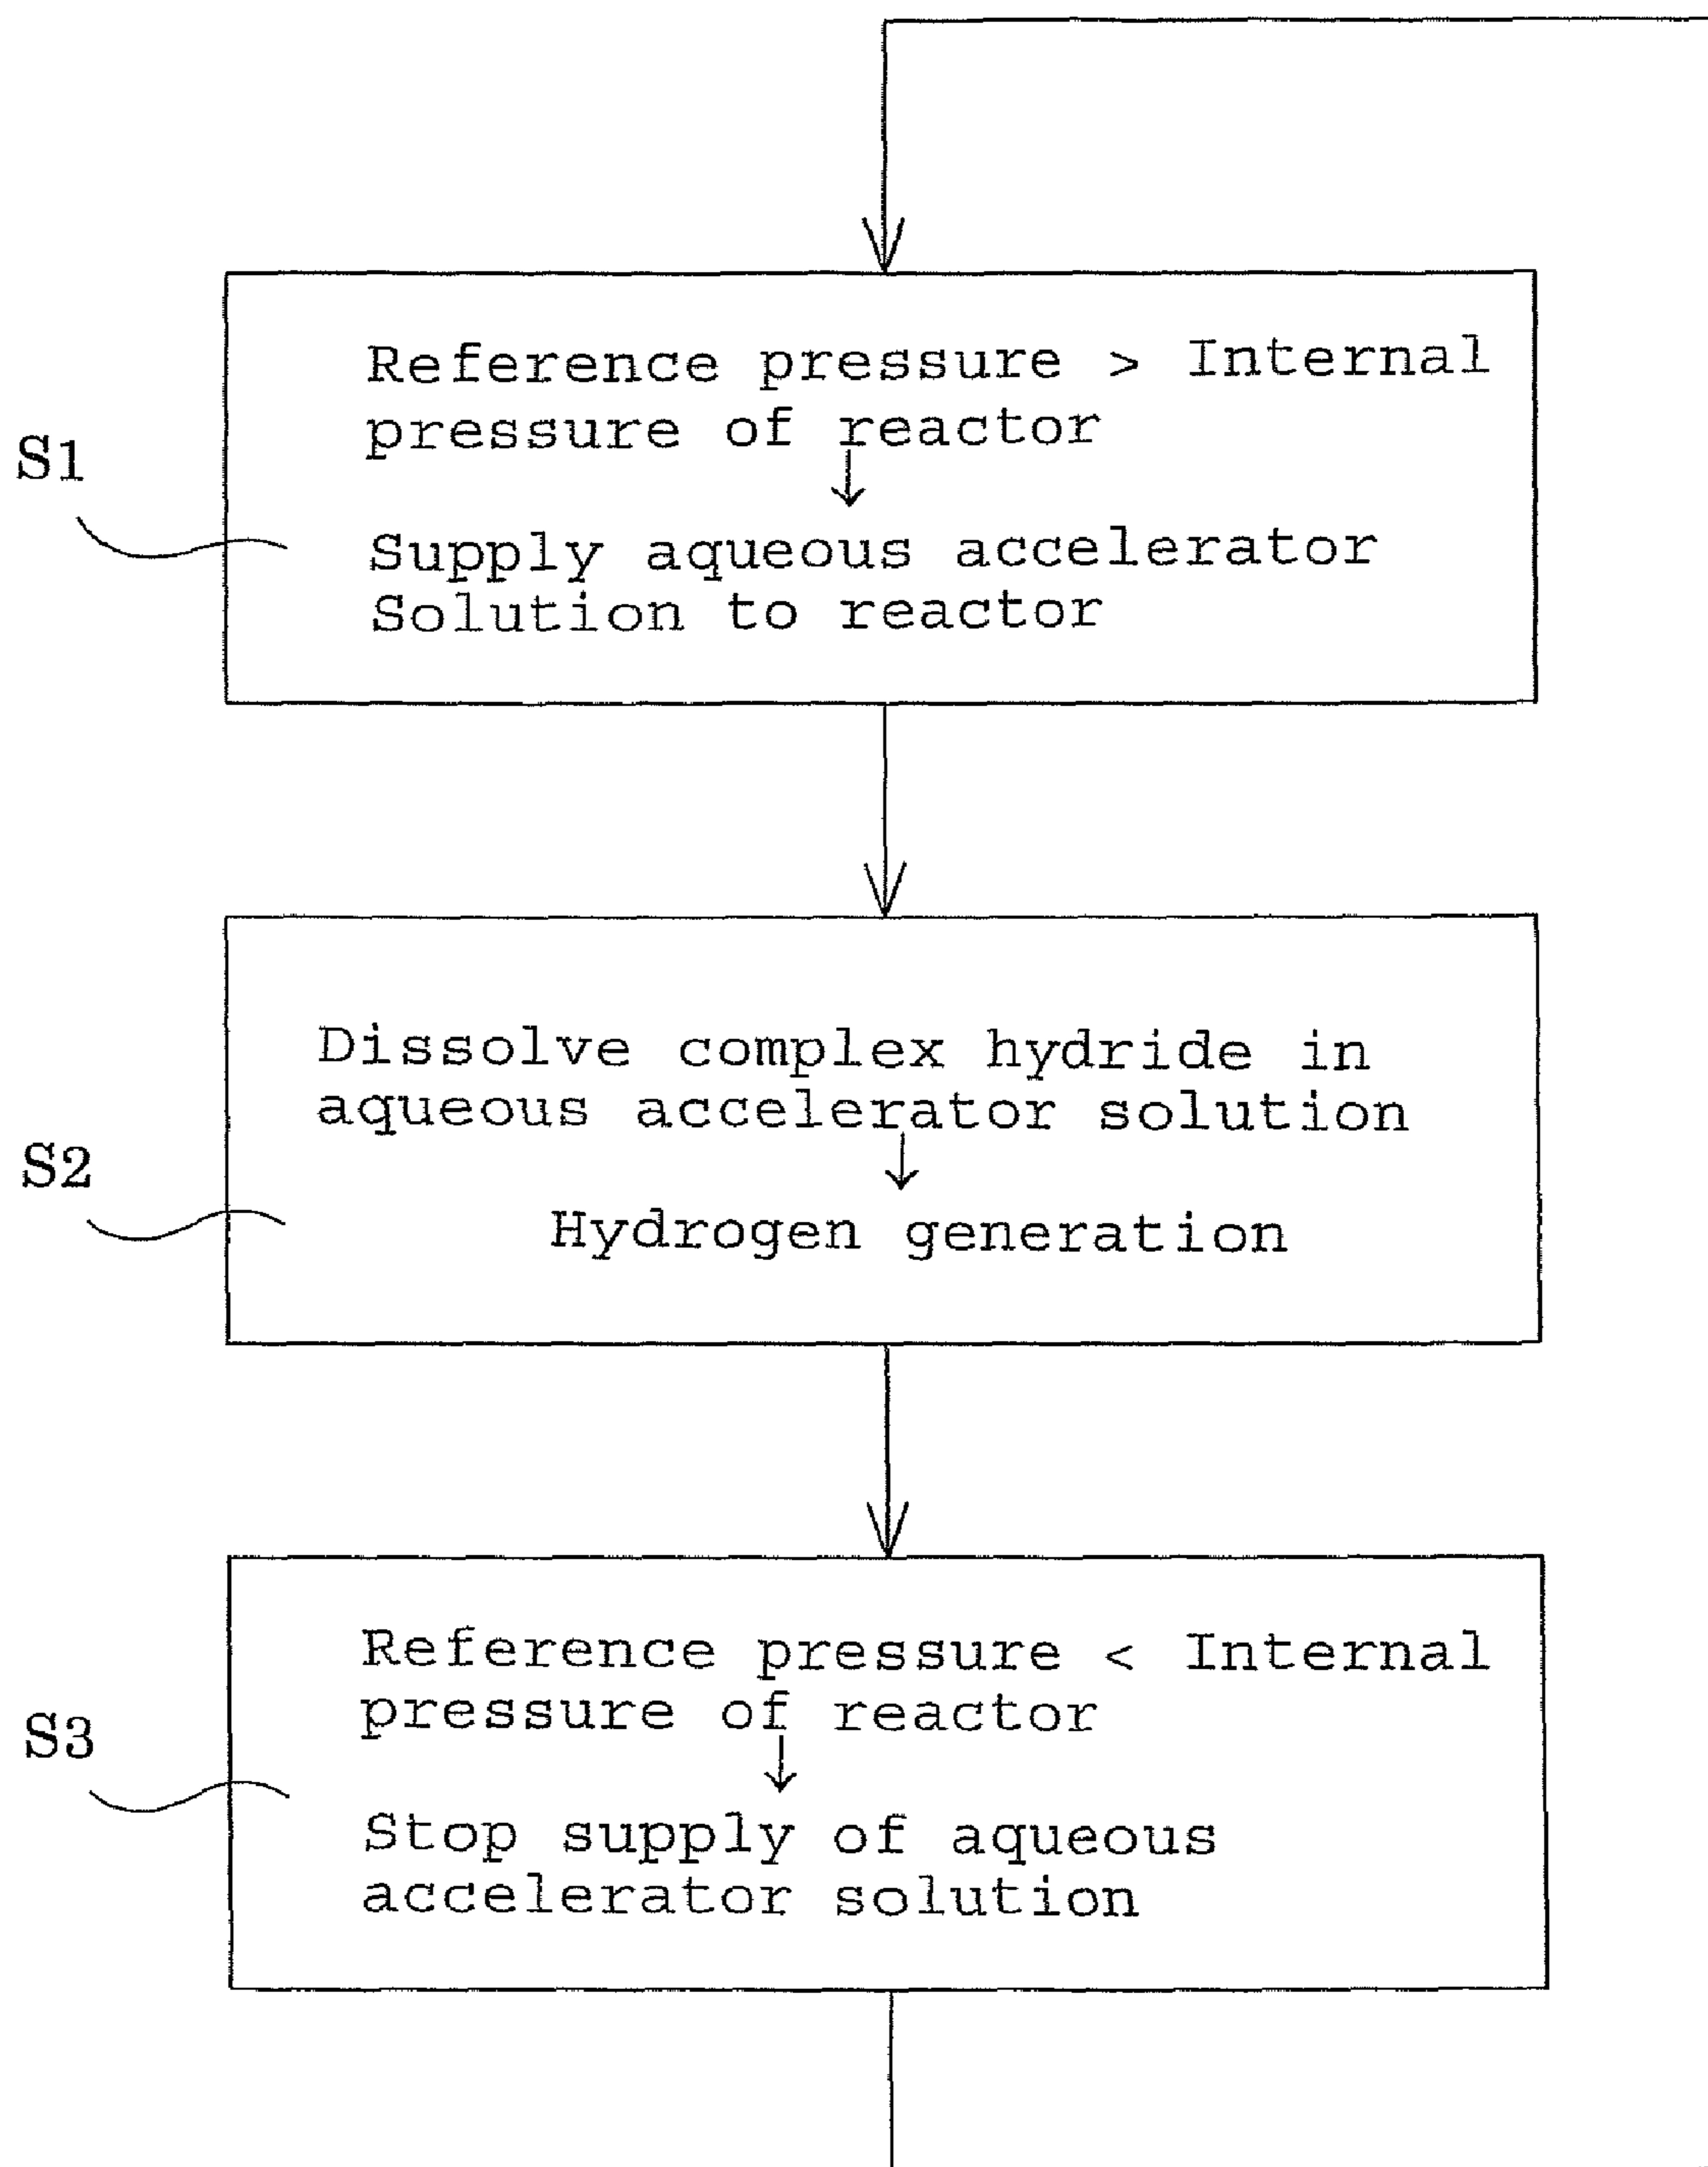 Reference pressure > Internal
pressure of reactor
↓
S1
Supply aqueous accelerator
Solution to reactor
Dissolve complex hydride in
aqueous accelerator solution
↓
S2
Hydrogen generation
Reference pressure < Internal
pressure of reactor
↓
S3
Stop supply of aqueous
accelerator solution